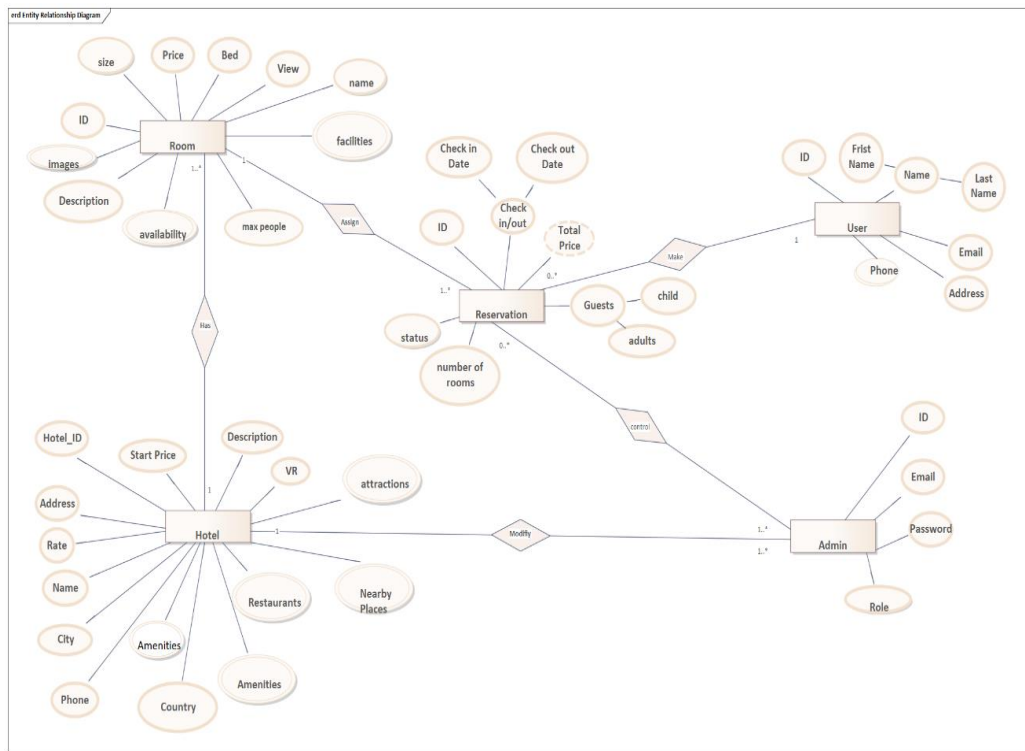 erd Entity Relationship Diagram
size
Price
Bed
View
name
ID
facilities
images
Room
Description
availability
max people
1..*
1
Assign
Check in
Date
Check out
Date
Check
in/out
ID
Total
Price
1..*
0..*
Reservation
Guests
child
adults
status
0..*
number of
rooms
Make
1
ID
Frist
Name
Name
Last
Name
User
Phone
Email
Address
Has
control
Hotel_ID
Start Price
Description
VR
attractions
Address
1
Hotel
1
Rate
Name
City
Phone
Amenities
Country
Amenities
Restaurants
Nearby
Places
Modifiy
1..*
1..*
Admin
ID
Email
Password
Role